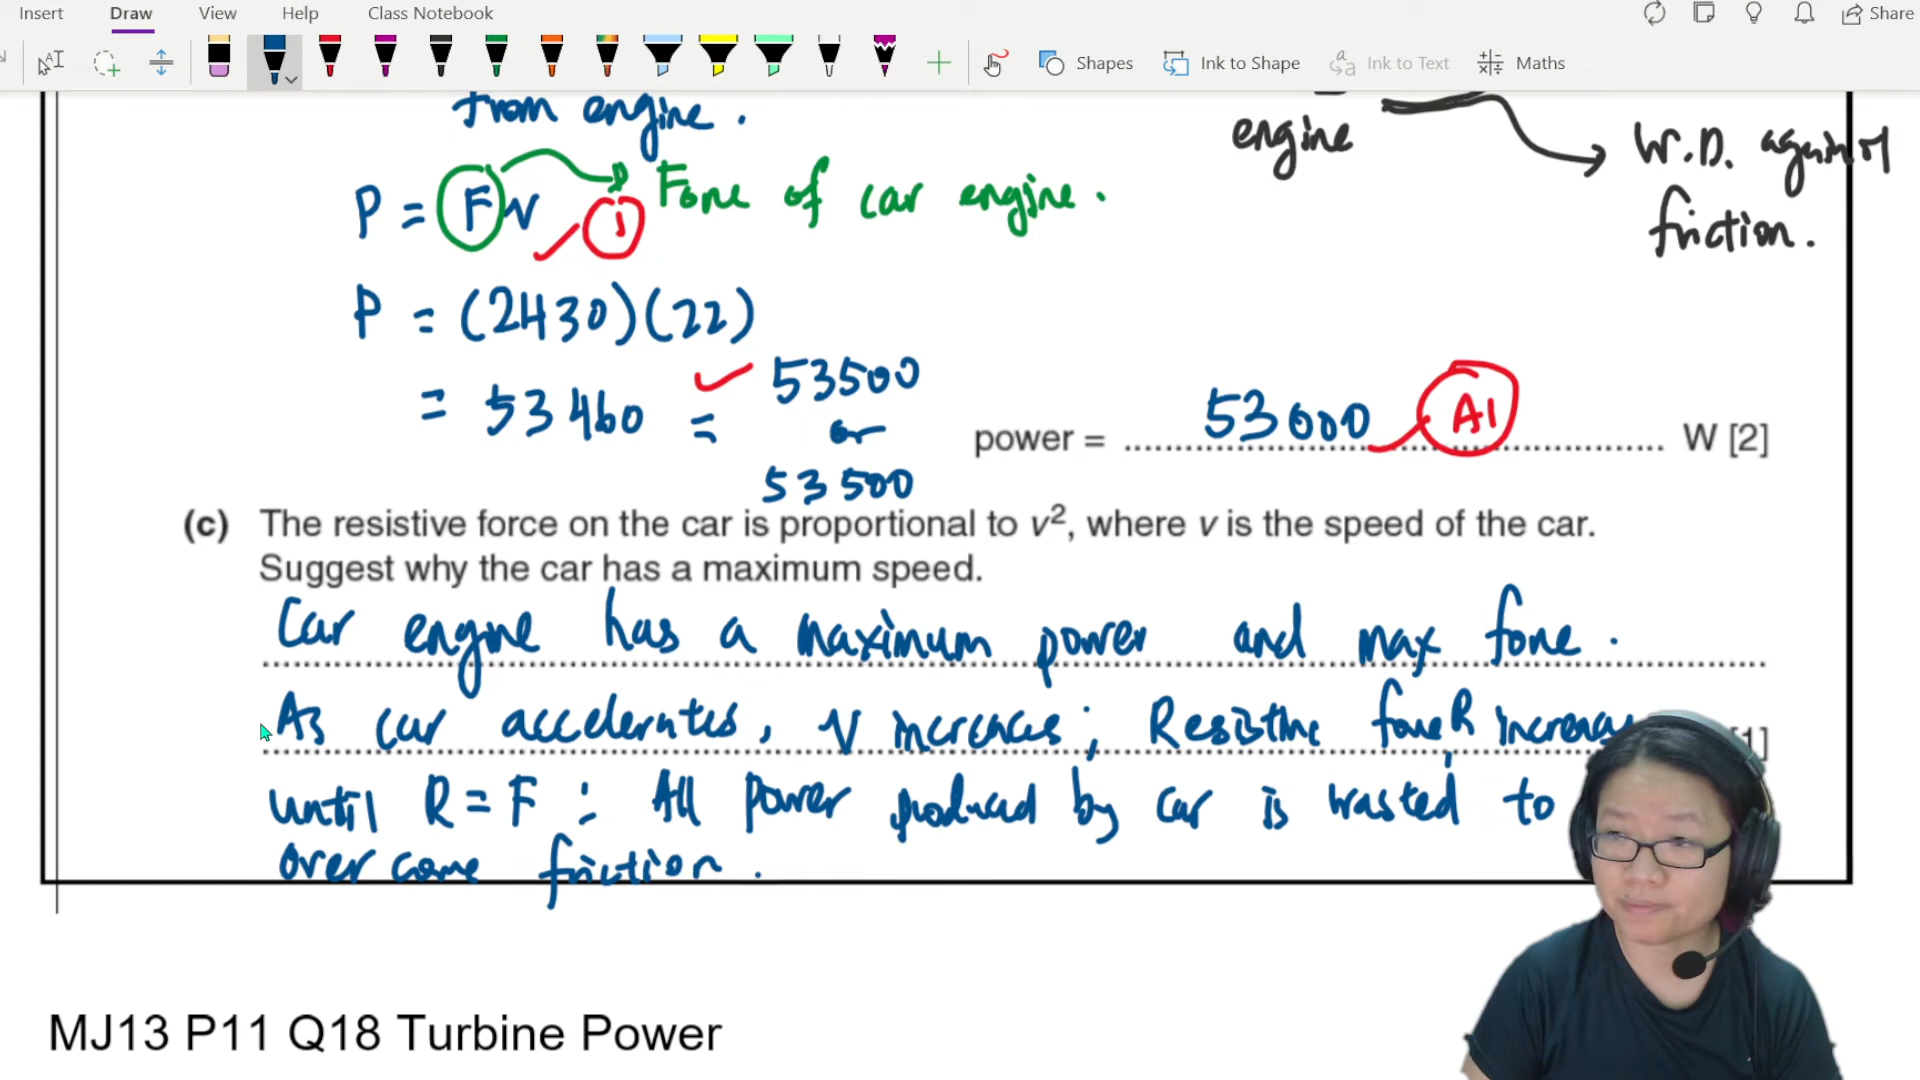 Insert Draw View Help Class Notebook Share
Shapes Ink to Shape Ink to Text Maths
from engine.
engine
W.D. against
friction.
P = Fv 1 Force of car engine.
P = (2430)(22)
= 53460 = 53500
or
53500
power = 53000 A1 W [2]
(c) The resistive force on the car is proportional to v², where v is the speed of the car.
Suggest why the car has a maximum speed.
Car engine has a maximum power and max force.
As car accelerates, V increases; Resistive force R increases
until R = F ∴ All power produced by car is wasted to
overcome friction.
MJ13 P11 Q18 Turbine Power